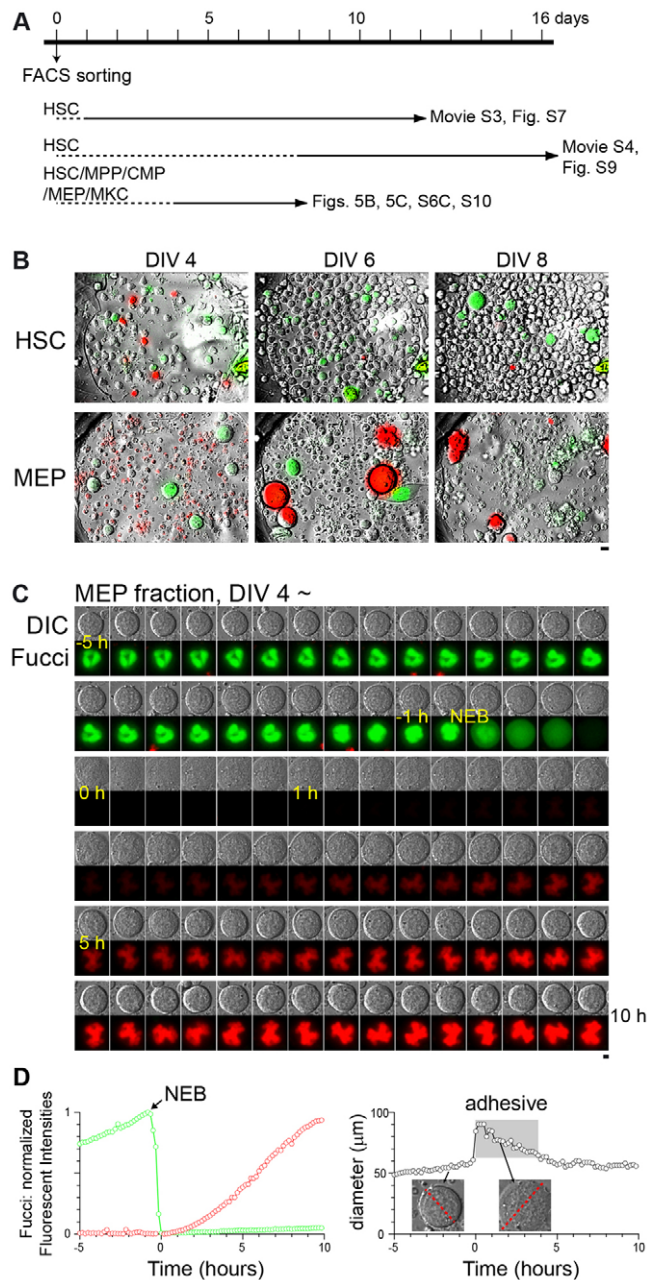 A
0 5 10 16 days
FACS sorting
HSC
Movie S3, Fig. S7
HSC
Movie S4,
Fig. S9
HSC/MPP/CMP
/MEP/MKC
Figs. 5B, 5C, S6C, S10
B
DIV 4 DIV 6 DIV 8
HSC
MEP
C MEP fraction, DIV 4 ~
DIC
-5 h
Fucci
-1 h NEB
0 h 1 h
5 h
10 h
D
NEB
adhesive
Fucci: normalized
Fluorescent Intensities
1
0
-5 0 5 10
Time (hours)
diameter (μm)
100
50
0
-5 0 5 10
Time (hours)